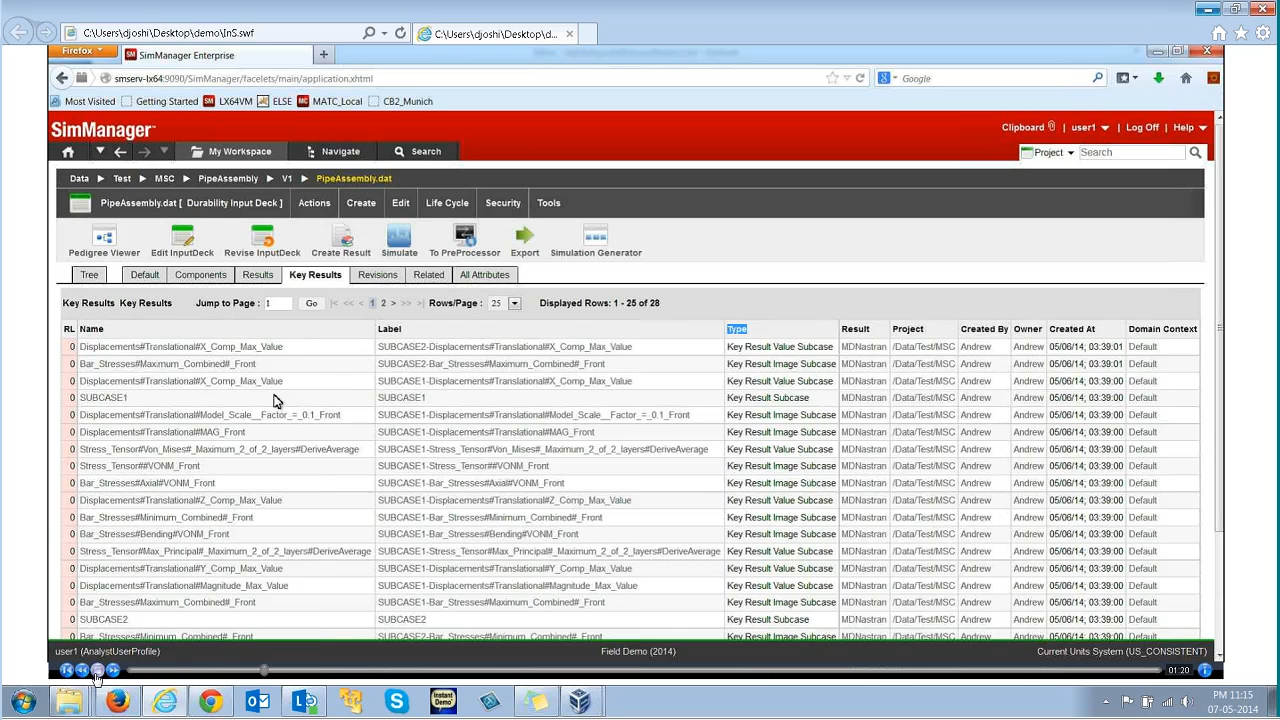 C:\Users\djoshi\Desktop\demo\InS.swf C:\Users\djoshi\Desktop\d...
Firefox SimManager Enterprise
smserv-lx64:9090/SimManager/facelets/main/application.xhtml Google
Most Visited Getting Started LX64VM ELSE MATC_Local CB2_Munich
SimManager™ Clipboard user1 Log Off Help
My Workspace Navigate Search Project Search
Data Test MSC PipeAssembly V1 PipeAssembly.dat
PipeAssembly.dat [ Durability Input Deck ] Actions Create Edit Life Cycle Security Tools
Pedigree Viewer Edit InputDeck Revise InputDeck Create Result Simulate To PreProcessor Export Simulation Generator
Tree Default Components Results Key Results Revisions Related All Attributes
Key Results Key Results Jump to Page : 1 Go |< << < 1 2 > >> >| Rows/Page : 25 Displayed Rows: 1 - 25 of 28
RL Name Label Type Result Project Created By Owner Created At Domain Context
0 Displacements#Translational#X_Comp_Max_Value SUBCASE2-Displacements#Translational#X_Comp_Max_Value Key Result Value Subcase MDNastran /Data/Test/MSC Andrew Andrew 05/06/14; 03:39:01 Default
0 Bar_Stresses#Maximum_Combined#_Front SUBCASE2-Bar_Stresses#Maximum_Combined#_Front Key Result Image Subcase MDNastran /Data/Test/MSC Andrew Andrew 05/06/14; 03:39:01 Default
0 Displacements#Translational#X_Comp_Max_Value SUBCASE1-Displacements#Translational#X_Comp_Max_Value Key Result Value Subcase MDNastran /Data/Test/MSC Andrew Andrew 05/06/14; 03:39:00 Default
0 SUBCASE1 SUBCASE1 Key Result Subcase MDNastran /Data/Test/MSC Andrew Andrew 05/06/14; 03:39:00 Default
0 Displacements#Translational#Model_Scale__Factor_=_0.1_Front SUBCASE1-Displacements#Translational#Model_Scale__Factor_=_0.1_Front Key Result Image Subcase MDNastran /Data/Test/MSC Andrew Andrew 05/06/14; 03:39:00 Default
0 Displacements#Translational#MAG_Front SUBCASE1-Displacements#Translational#MAG_Front Key Result Image Subcase MDNastran /Data/Test/MSC Andrew Andrew 05/06/14; 03:39:00 Default
0 Stress_Tensor#Von_Mises#_Maximum_2_of_2_layers#DeriveAverage SUBCASE1-Stress_Tensor#Von_Mises#_Maximum_2_of_2_layers#DeriveAverage Key Result Value Subcase MDNastran /Data/Test/MSC Andrew Andrew 05/06/14; 03:39:00 Default
0 Stress_Tensor##VONM_Front SUBCASE1-Stress_Tensor##VONM_Front Key Result Image Subcase MDNastran /Data/Test/MSC Andrew Andrew 05/06/14; 03:39:00 Default
0 Bar_Stresses#Axial#VONM_Front SUBCASE1-Bar_Stresses#Axial#VONM_Front Key Result Image Subcase MDNastran /Data/Test/MSC Andrew Andrew 05/06/14; 03:39:00 Default
0 Displacements#Translational#Z_Comp_Max_Value SUBCASE1-Displacements#Translational#Z_Comp_Max_Value Key Result Value Subcase MDNastran /Data/Test/MSC Andrew Andrew 05/06/14; 03:39:00 Default
0 Bar_Stresses#Minimum_Combined#_Front SUBCASE1-Bar_Stresses#Minimum_Combined#_Front Key Result Image Subcase MDNastran /Data/Test/MSC Andrew Andrew 05/06/14; 03:39:00 Default
0 Bar_Stresses#Bending#VONM_Front SUBCASE1-Bar_Stresses#Bending#VONM_Front Key Result Image Subcase MDNastran /Data/Test/MSC Andrew Andrew 05/06/14; 03:39:00 Default
0 Stress_Tensor#Max_Principal#_Maximum_2_of_2_layers#DeriveAverage SUBCASE1-Stress_Tensor#Max_Principal#_Maximum_2_of_2_layers#DeriveAverage Key Result Value Subcase MDNastran /Data/Test/MSC Andrew Andrew 05/06/14; 03:39:00 Default
0 Displacements#Translational#Y_Comp_Max_Value SUBCASE1-Displacements#Translational#Y_Comp_Max_Value Key Result Value Subcase MDNastran /Data/Test/MSC Andrew Andrew 05/06/14; 03:39:00 Default
0 Displacements#Translational#Magnitude_Max_Value SUBCASE1-Displacements#Translational#Magnitude_Max_Value Key Result Value Subcase MDNastran /Data/Test/MSC Andrew Andrew 05/06/14; 03:39:00 Default
0 Bar_Stresses#Maximum_Combined#_Front SUBCASE1-Bar_Stresses#Maximum_Combined#_Front Key Result Image Subcase MDNastran /Data/Test/MSC Andrew Andrew 05/06/14; 03:39:00 Default
0 SUBCASE2 SUBCASE2 Key Result Subcase MDNastran /Data/Test/MSC Andrew Andrew 05/06/14; 03:39:00 Default
0 Bar_Stresses#Minimum_Combined#_Front SUBCASE2-Bar_Stresses#Minimum_Combined#_Front Key Result Image Subcase MDNastran /Data/Test/MSC Andrew Andrew 05/06/14; 03:39:00 Default
user1 (AnalystUserProfile) Field Demo (2014) Current Units System (US_CONSISTENT)
01:20
Instant Demo
PM 11:15
07-05-2014